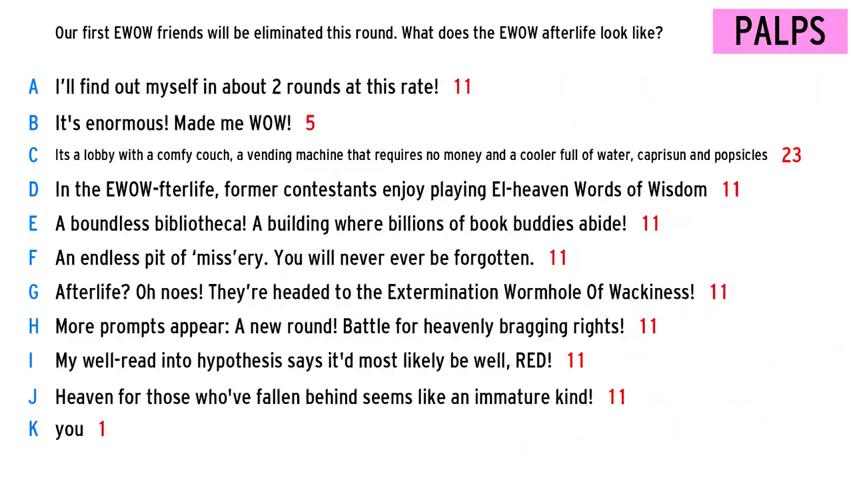 Our first EWOW friends will be eliminated this round. What does the EWOW afterlife look like?
PALPS
A I'll find out myself in about 2 rounds at this rate! 11
B It's enormous! Made me WOW! 5
C Its a lobby with a comfy couch, a vending machine that requires no money and a cooler full of water, caprisun and popsicles 23
D In the EWOW-fterlife, former contestants enjoy playing El-heaven Words of Wisdom 11
E A boundless bibliotheca! A building where billions of book buddies abide! 11
F An endless pit of ‘miss’ery. You will never ever be forgotten. 11
G Afterlife? Oh noes! They’re headed to the Extermination Wormhole Of Wackiness! 11
H More prompts appear: A new round! Battle for heavenly bragging rights! 11
I My well-read into hypothesis says it'd most likely be well, RED! 11
J Heaven for those who've fallen behind seems like an immature kind! 11
K you 1